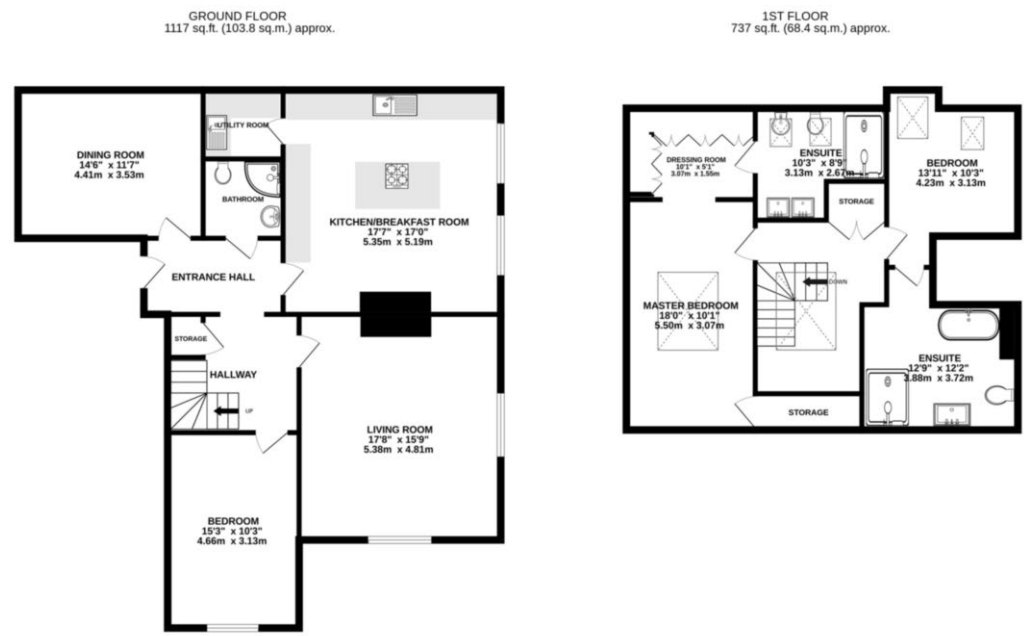 GROUND FLOOR
1117 sq.ft. (103.8 sq.m.) approx.
1ST FLOOR
737 sq.ft. (68.4 sq.m.) approx.
DINING ROOM
14'6" x 11'7"
4.41m x 3.53m
UTILITY ROOM
BATHROOM
KITCHEN/BREAKFAST ROOM
17'7" x 17'0"
5.35m x 5.19m
ENTRANCE HALL
STORAGE
HALLWAY
UP
LIVING ROOM
17'8" x 15'9"
5.38m x 4.81m
BEDROOM
15'3" x 10'3"
4.66m x 3.13m
DRESSING ROOM
10'1" x 5'1"
3.07m x 1.55m
ENSUITE
10'3" x 8'9"
3.13m x 2.67m
BEDROOM
13'11" x 10'3"
4.23m x 3.13m
STORAGE
DOWN
MASTER BEDROOM
18'0" x 10'1"
5.50m x 3.07m
ENSUITE
12'9" x 12'2"
3.88m x 3.72m
STORAGE